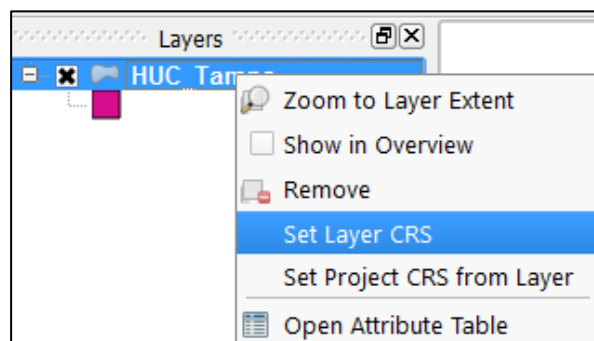 Layers
HUC_Tampa
Zoom to Layer Extent
Show in Overview
Remove
Set Layer CRS
Set Project CRS from Layer
Open Attribute Table